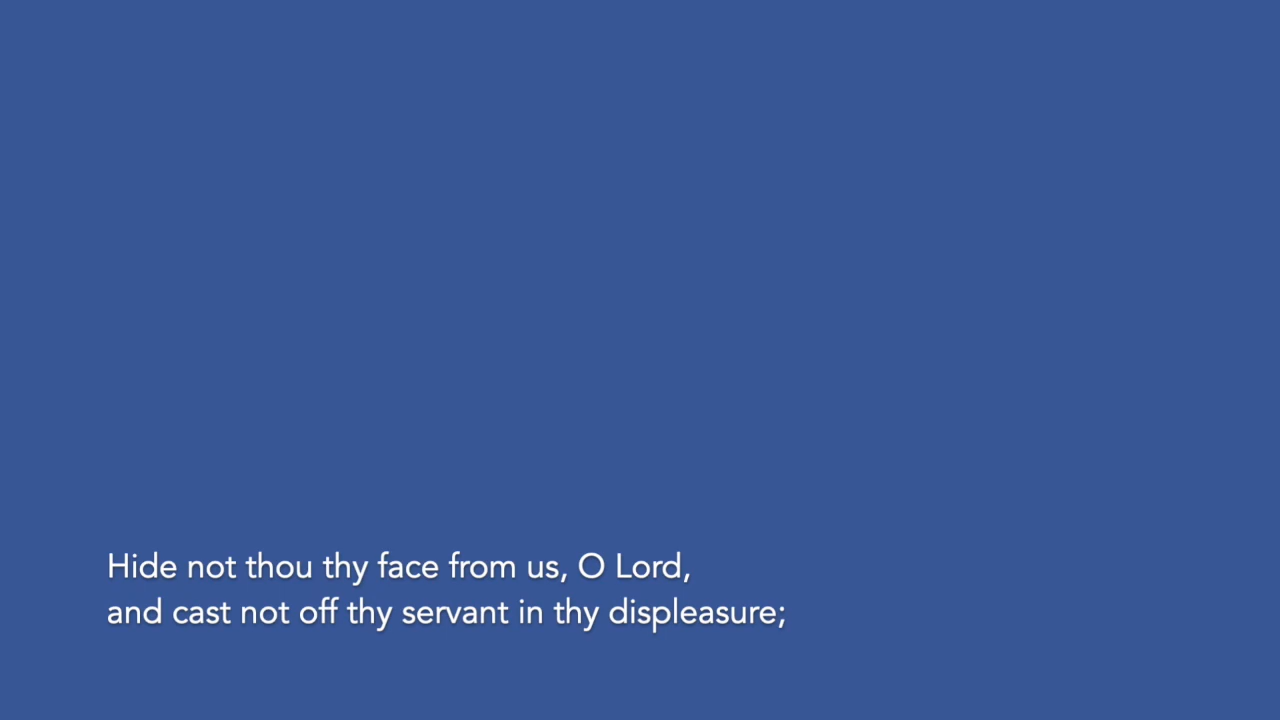 Hide not thou thy face from us, O Lord,
and cast not off thy servant in thy displeasure;